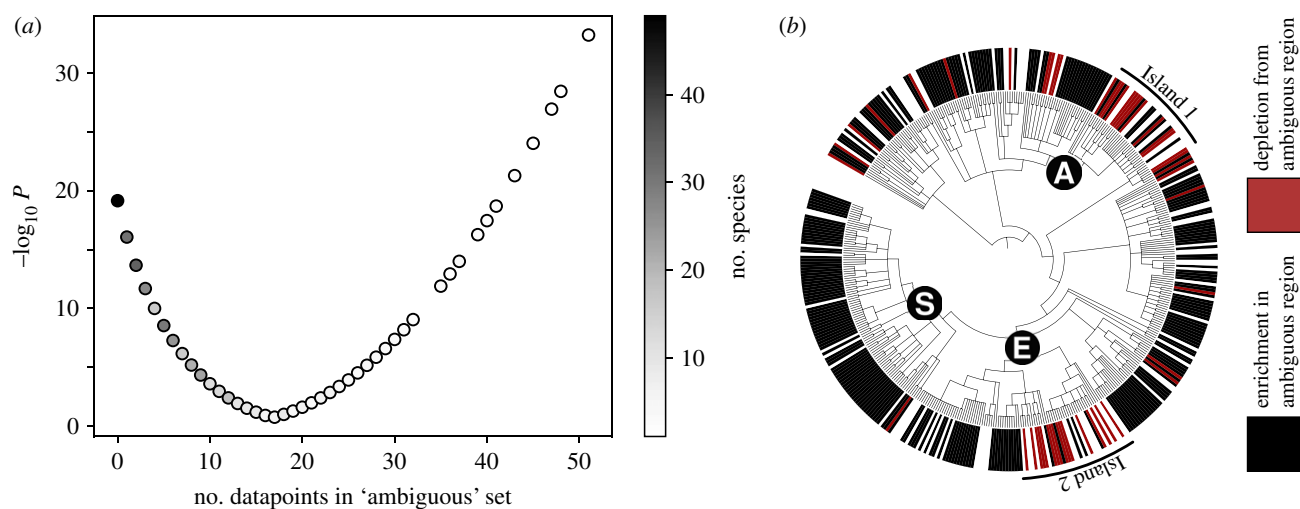 (a)
30
20
10
0
–log10 P
0
10
20
30
40
50
no. datapoints in ‘ambiguous’ set
40
30
20
10
no. species
(b)
A
S
E
Island 1
Island 2
depletion from
ambiguous region
enrichment in
ambiguous region